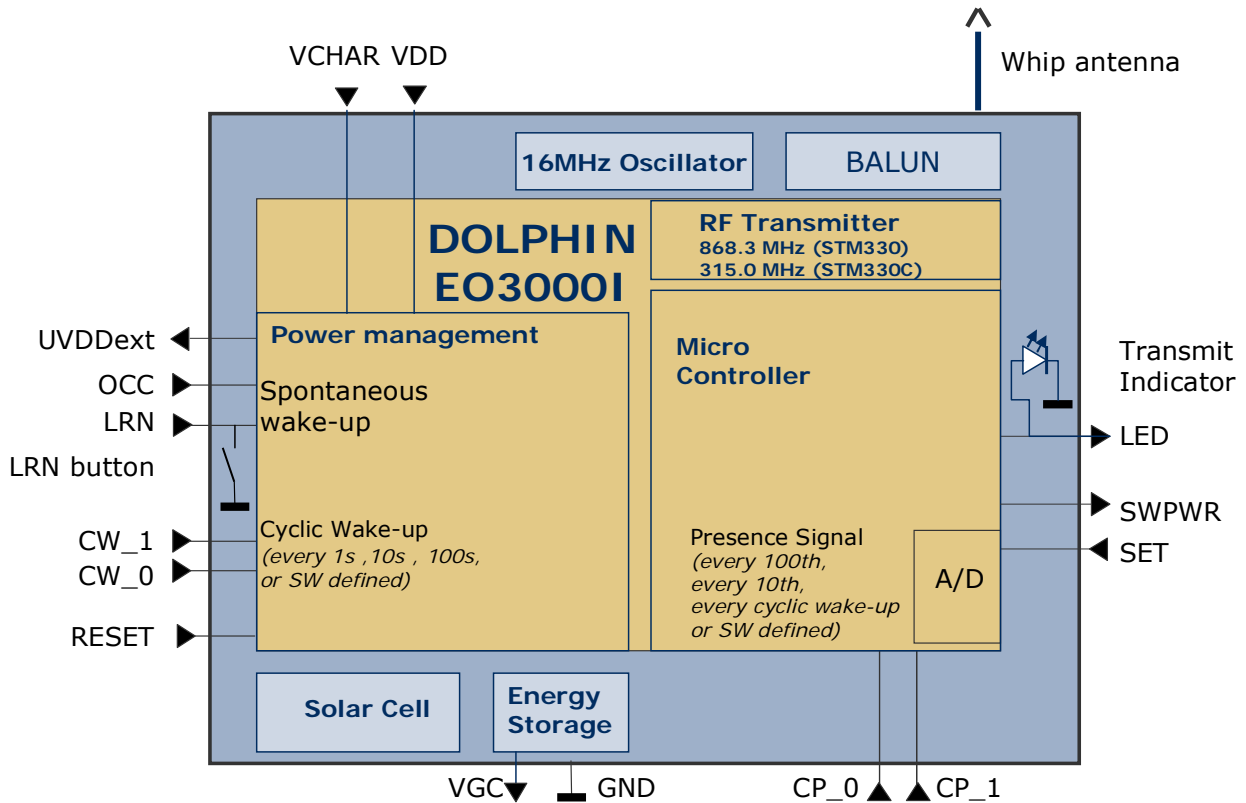 VCHAR VDD
Whip antenna
16MHz Oscillator
BALUN
DOLPHIN
EO3000I
RF Transmitter
868.3 MHz (STM330)
315.0 MHz (STM330C)
UVDDext
OCC
LRN
LRN button
CW_1
CW_0
RESET
Power management
Spontaneous
wake-up
Cyclic Wake-up
(every 1s ,10s , 100s,
or SW defined)
Micro
Controller
Presence Signal
(every 100th,
every 10th,
every cyclic wake-up
or SW defined)
A/D
Transmit
Indicator
LED
SWPWR
SET
Solar Cell
Energy
Storage
VGC
GND
CP_0
CP_1